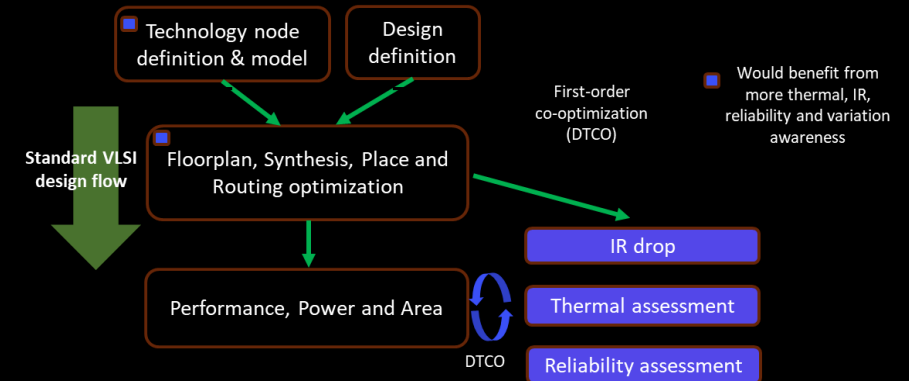 Technology node
definition & model
Design
definition
First-order
co-optimization
(DTCO)
Would benefit from
more thermal, IR,
reliability and variation
awareness
Standard VLSI
design flow
Floorplan, Synthesis, Place and
Routing optimization
IR drop
Performance, Power and Area
Thermal assessment
DTCO
Reliability assessment